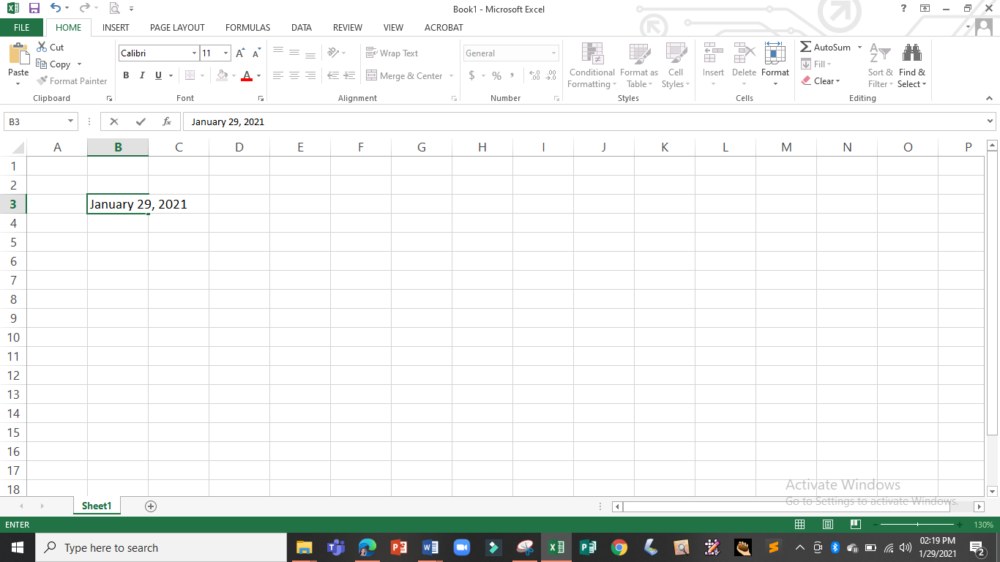 Book1 - Microsoft Excel
?
FILE HOME INSERT PAGE LAYOUT FORMULAS DATA REVIEW VIEW ACROBAT
Paste
Cut
Copy
Format Painter
Clipboard
Calibri 11 A A
B I U A
Font
Wrap Text
Merge & Center
Alignment
General
$ % ,
Number
Conditional Formatting
Format as Table
Cell Styles
Styles
Insert
Delete
Format
Cells
AutoSum
Fill
Clear
Sort & Filter
Find & Select
Editing
B3 fx January 29, 2021
A B C D E F G H I J K L M N O P
1
2
3 January 29, 2021
4
5
6
7
8
9
10
11
12
13
14
15
16
17
18
Activate Windows
Go to Settings to activate Windows.
Sheet1
ENTER 130%
Type here to search
02:19 PM
1/29/2021
2